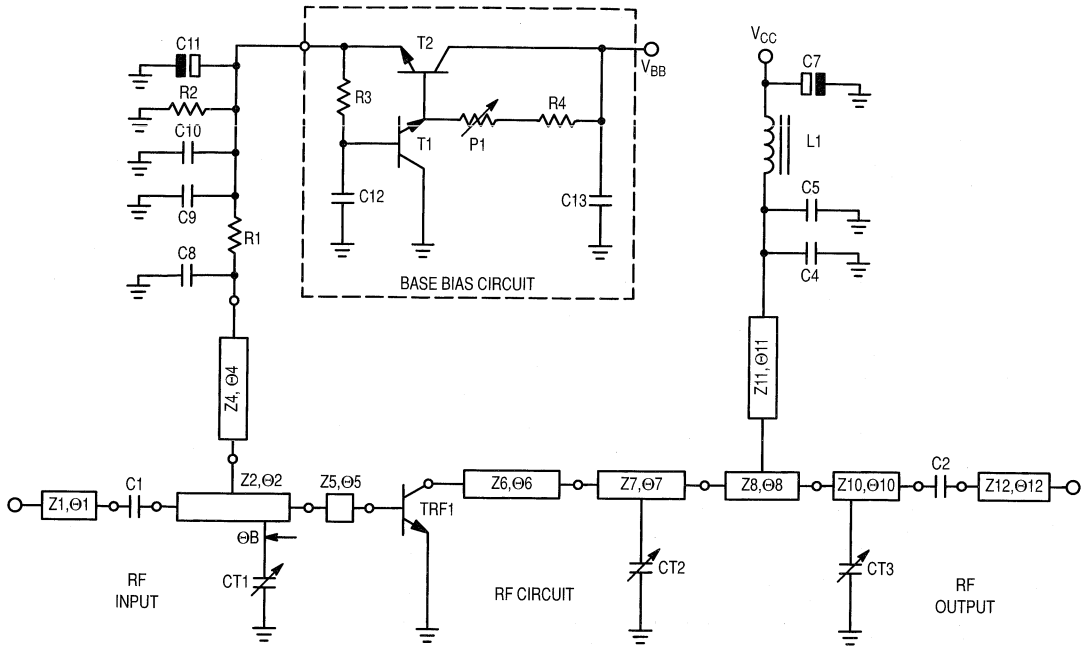 C11
T2
VCC
C7
VBB
R2
R3
R4
C10
T1
P1
L1
C12
C13
C5
C9
R1
C4
C8
BASE BIAS CIRCUIT
Z4, Θ4
Z11, Θ11
C1
Z2,Θ2
Z5,Θ5
C2
Z1,Θ1
Z6,Θ6
Z7,Θ7
Z8,Θ8
Z10,Θ10
Z12,Θ12
TRF1
ΘB
CT1
CT2
CT3
RF
INPUT
RF CIRCUIT
RF
OUTPUT